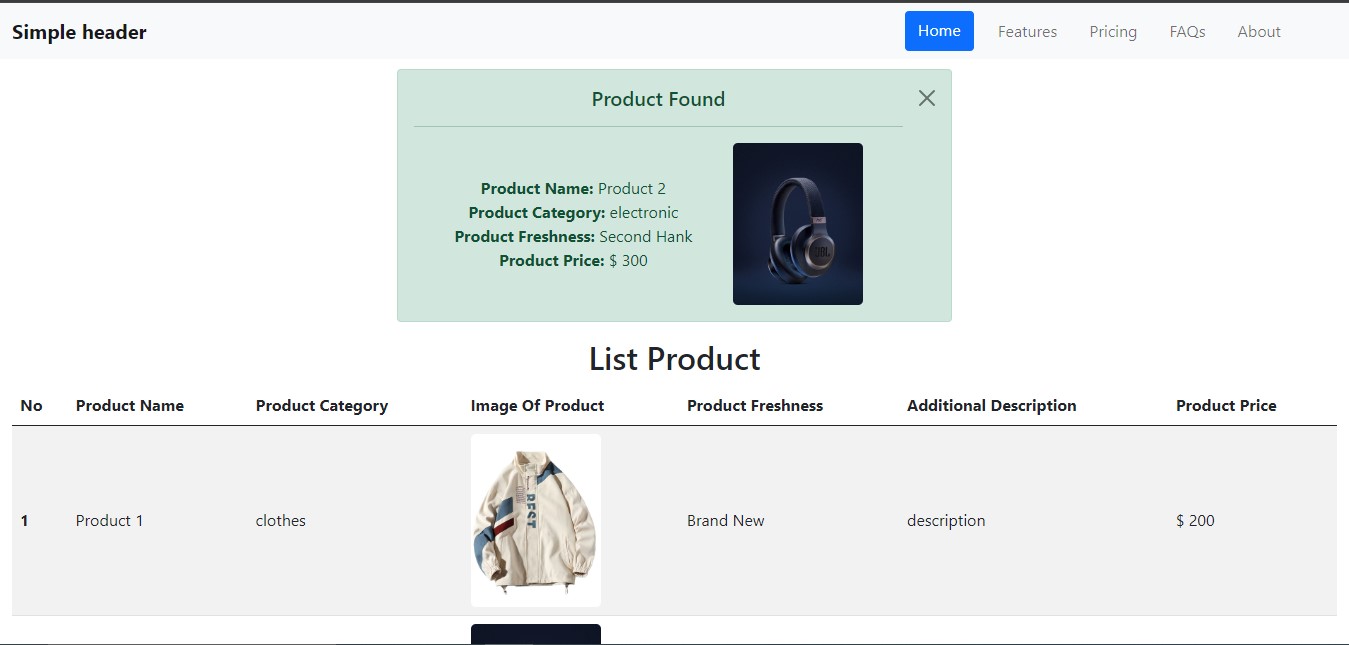 Simple header
Home Features Pricing FAQs About
Product Found
Product Name: Product 2
Product Category: electronic
Product Freshness: Second Hank
Product Price: $ 300
JBL
List Product
No Product Name Product Category Image Of Product Product Freshness Additional Description Product Price
1 Product 1 clothes Brand New description $ 200